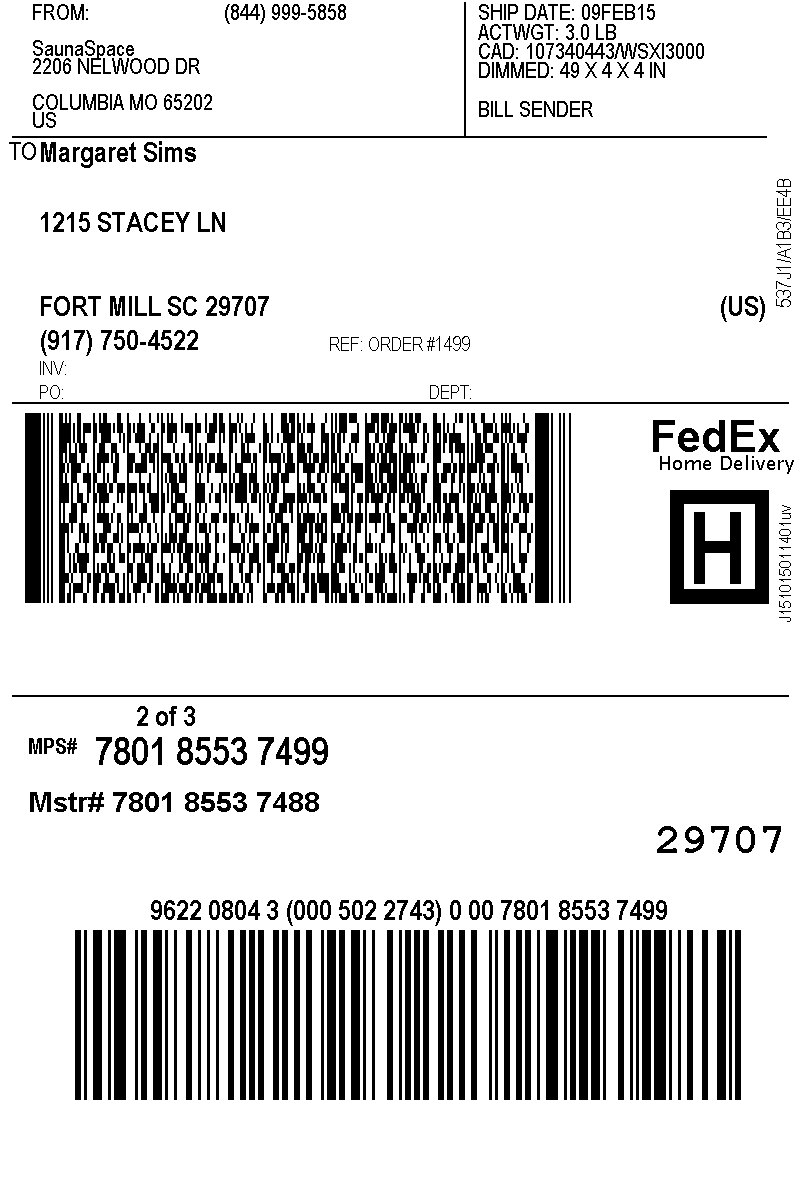 FROM: (844) 999-5858
SaunaSpace
2206 NELWOOD DR
COLUMBIA MO 65202
US
SHIP DATE: 09FEB15
ACTWGT: 3.0 LB
CAD: 107340443/WSXI3000
DIMMED: 49 X 4 X 4 IN
BILL SENDER
TO Margaret Sims
1215 STACEY LN
FORT MILL SC 29707 (US)
(917) 750-4522 REF: ORDER #1499
INV:
PO: DEPT:
537J1/A1B3/EE4B
FedEx
Home Delivery
H
J151015011401uv
2 of 3
MPS# 7801 8553 7499
Mstr# 7801 8553 7488
29707
9622 0804 3 (000 502 2743) 0 00 7801 8553 7499